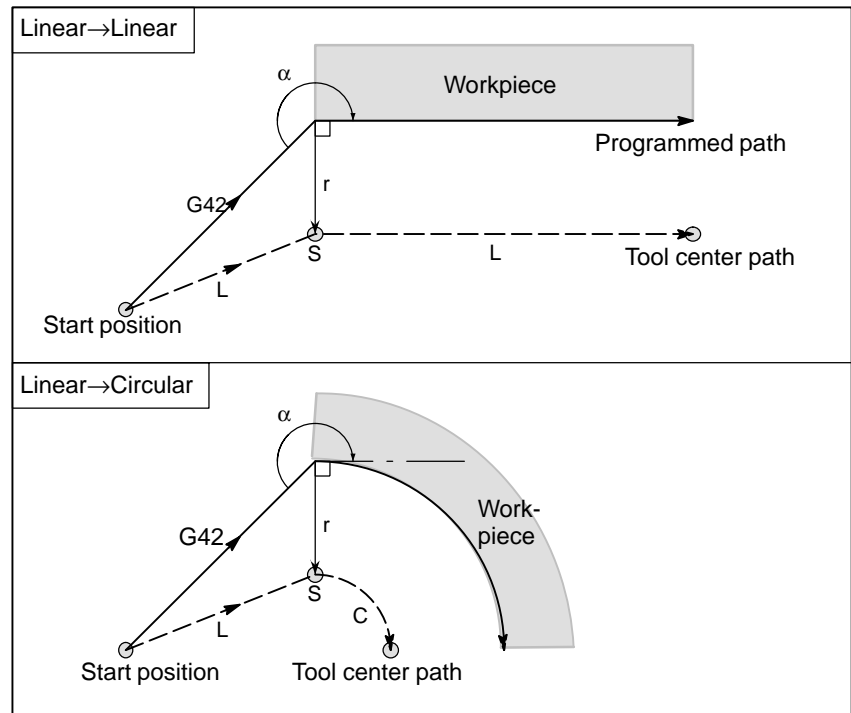 Linear→Linear
α
Workpiece
Programmed path
G42
r
S
L
L
Tool center path
Start position
Linear→Circular
α
Work-
piece
G42
r
S
L
C
Start position
Tool center path